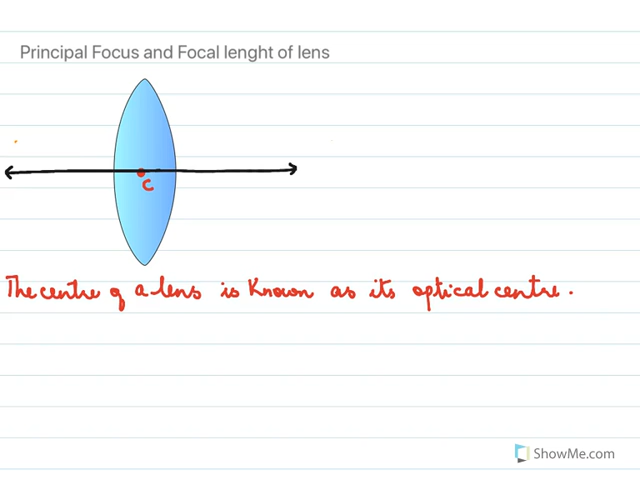 Principal Focus and Focal lenght of lens
C
The centre of a lens is known as its optical centre.
ShowMe.com